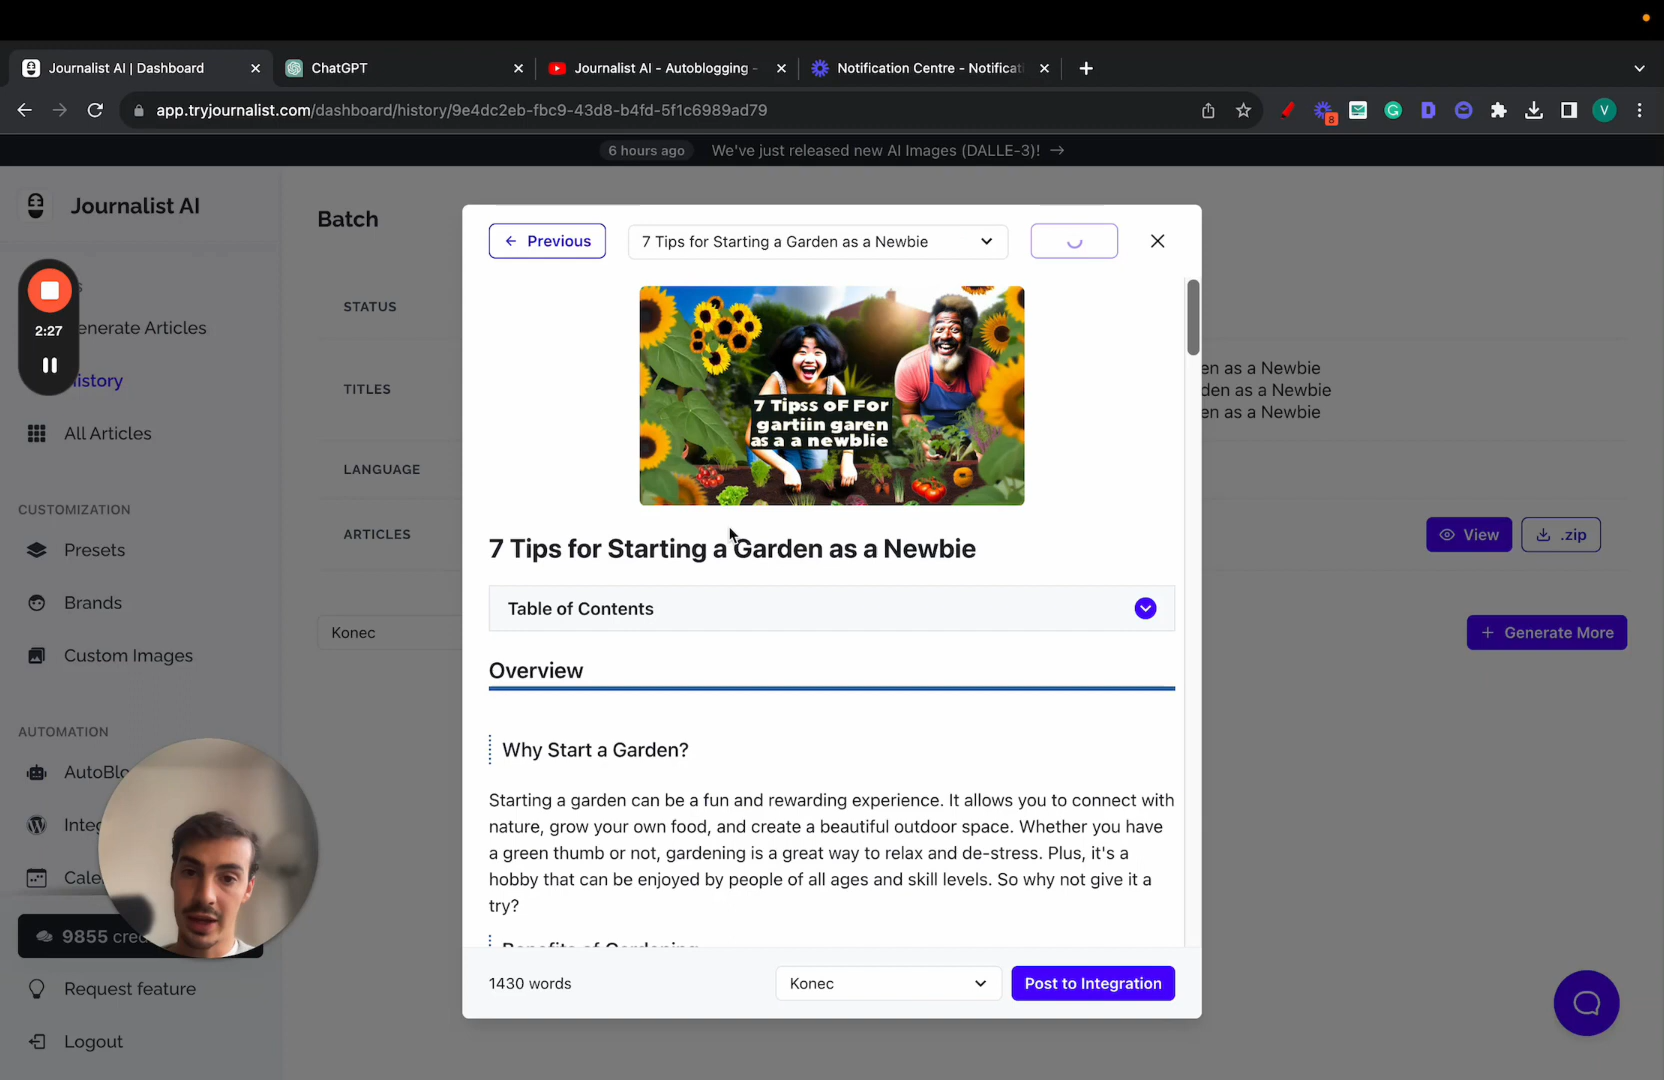 Journalist AI | Dashboard
ChatGPT
Journalist AI - Autoblogging -
Notification Centre - Notificati
app.tryjournalist.com/dashboard/history/9e4dc2eb-fbc9-43d8-b4fd-5f1c6989ad79
8
V
6 hours ago We've just released new AI Images (DALLE-3)! →
Journalist AI
Batch
← Previous
7 Tips for Starting a Garden as a Newbie
2:27
enerate Articles
istory
All Articles
CUSTOMIZATION
Presets
Brands
Custom Images
AUTOMATION
AutoBlo
Inte
Cale
9855 cred
Request feature
Logout
STATUS
TITLES
en as a Newbie
den as a Newbie
en as a Newbie
LANGUAGE
ARTICLES
View
.zip
Konec
+ Generate More
7 Tipss oF For
gartiin garen
as a a newblie
7 Tips for Starting a Garden as a Newbie
Table of Contents
Overview
Why Start a Garden?
Starting a garden can be a fun and rewarding experience. It allows you to connect with
nature, grow your own food, and create a beautiful outdoor space. Whether you have
a green thumb or not, gardening is a great way to relax and de-stress. Plus, it's a
hobby that can be enjoyed by people of all ages and skill levels. So why not give it a
try?
Benefits of Gardening
1430 words
Konec
Post to Integration